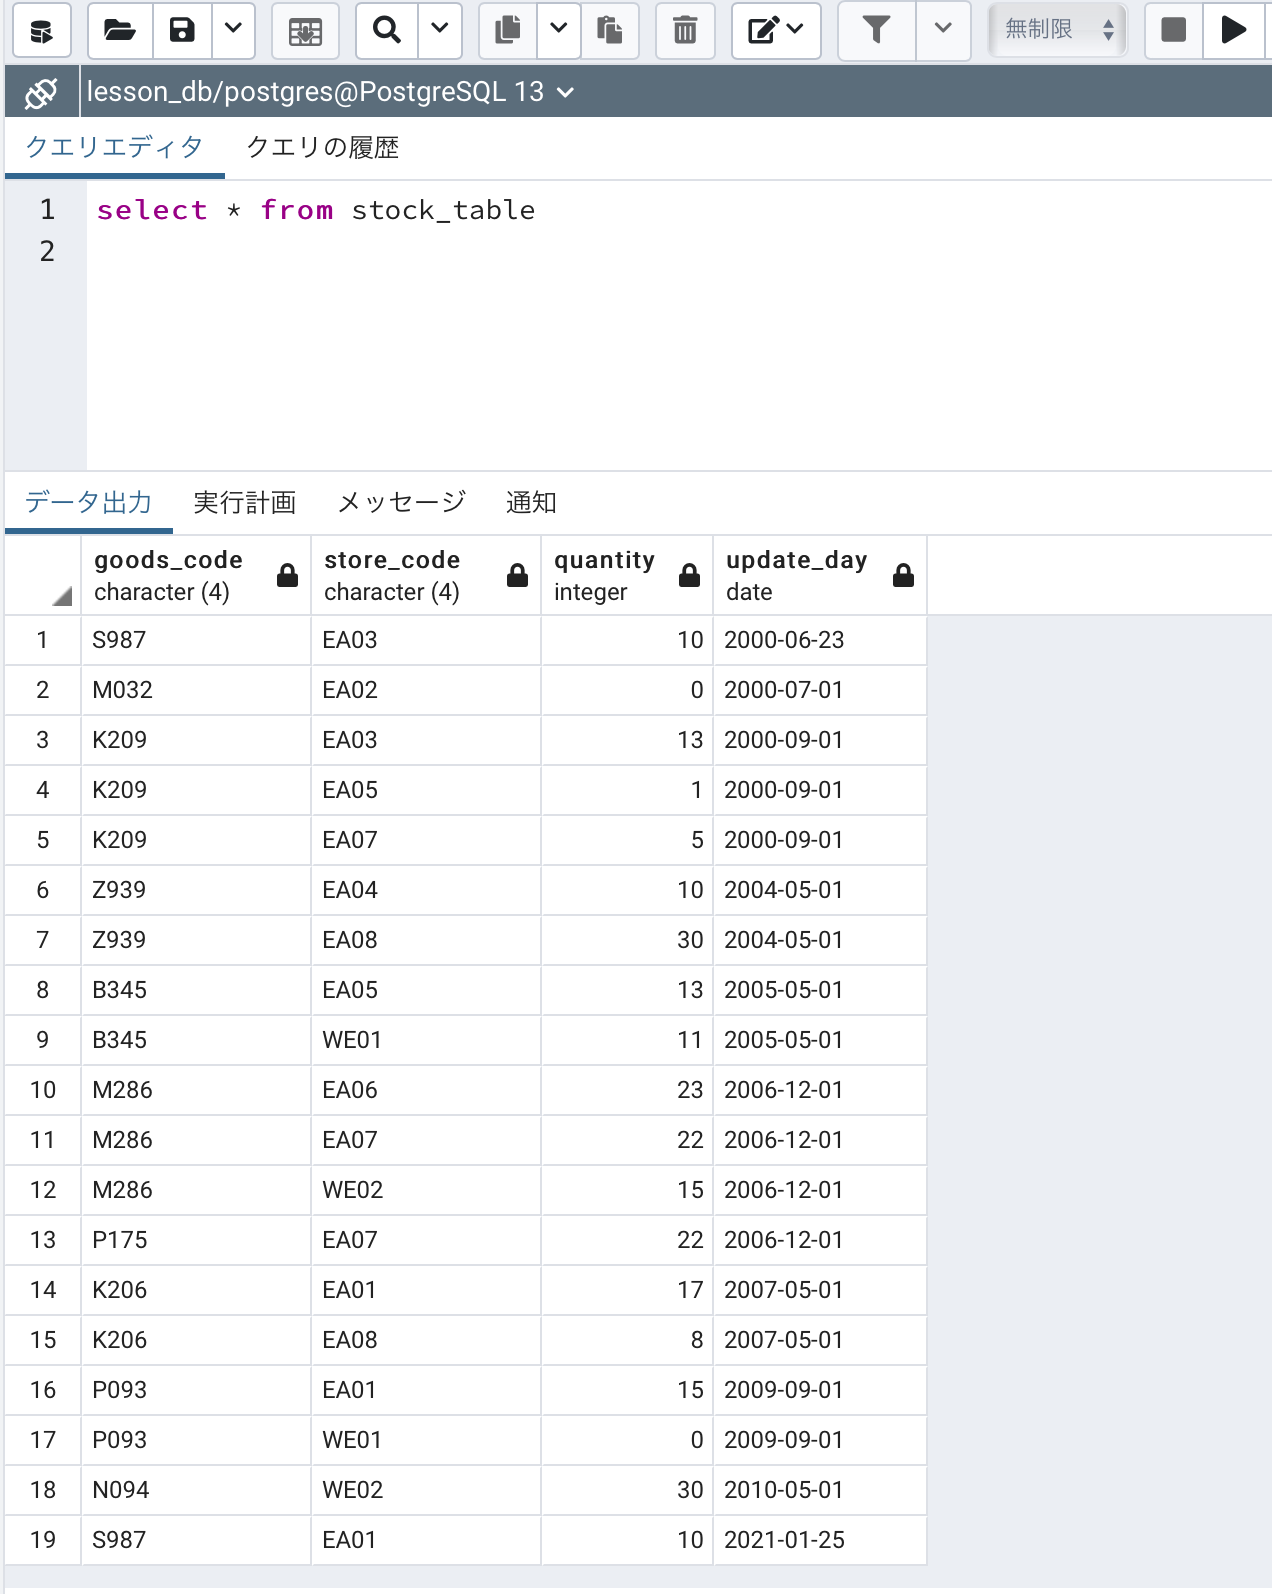 無制限
lesson_db/postgres@PostgreSQL 13
クエリエディタ クエリの履歴
1 select * from stock_table
2
データ出力 実行計画 メッセージ 通知
goods_code store_code quantity update_day
character (4) character (4) integer date
1 S987 EA03 10 2000-06-23
2 M032 EA02 0 2000-07-01
3 K209 EA03 13 2000-09-01
4 K209 EA05 1 2000-09-01
5 K209 EA07 5 2000-09-01
6 Z939 EA04 10 2004-05-01
7 Z939 EA08 30 2004-05-01
8 B345 EA05 13 2005-05-01
9 B345 WE01 11 2005-05-01
10 M286 EA06 23 2006-12-01
11 M286 EA07 22 2006-12-01
12 M286 WE02 15 2006-12-01
13 P175 EA07 22 2006-12-01
14 K206 EA01 17 2007-05-01
15 K206 EA08 8 2007-05-01
16 P093 EA01 15 2009-09-01
17 P093 WE01 0 2009-09-01
18 N094 WE02 30 2010-05-01
19 S987 EA01 10 2021-01-25